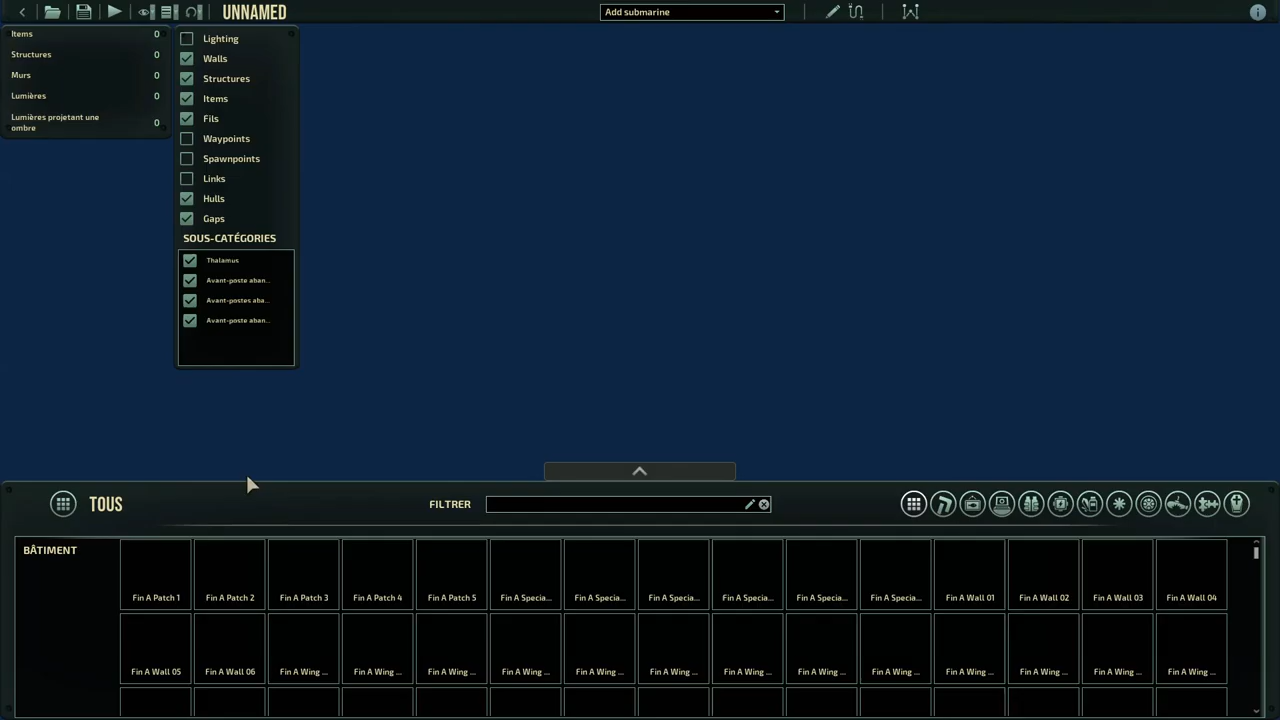 UNNAMED
Add submarine
Items 0
Structures 0
Murs 0
Lumières 0
Lumières projetant une
ombre 0
Lighting
Walls
Structures
Items
Fils
Waypoints
Spawnpoints
Links
Hulls
Gaps
SOUS-CATÉGORIES
Thalamus
Avant-poste aban...
Avant-postes aba...
Avant-poste aban...
TOUS
FILTRER
BÂTIMENT
Fin A Patch 1 Fin A Patch 2 Fin A Patch 3 Fin A Patch 4 Fin A Patch 5 Fin A Specia... Fin A Specia... Fin A Specia... Fin A Specia... Fin A Specia... Fin A Specia... Fin A Wall 01 Fin A Wall 02 Fin A Wall 03 Fin A Wall 04
Fin A Wall 05 Fin A Wall 06 Fin A Wing ... Fin A Wing ... Fin A Wing ... Fin A Wing ... Fin A Wing ... Fin A Wing ... Fin A Wing ... Fin A Wing ... Fin A Wing ... Fin A Wing ... Fin A Wing ... Fin A Wing ... Fin A Wing ...